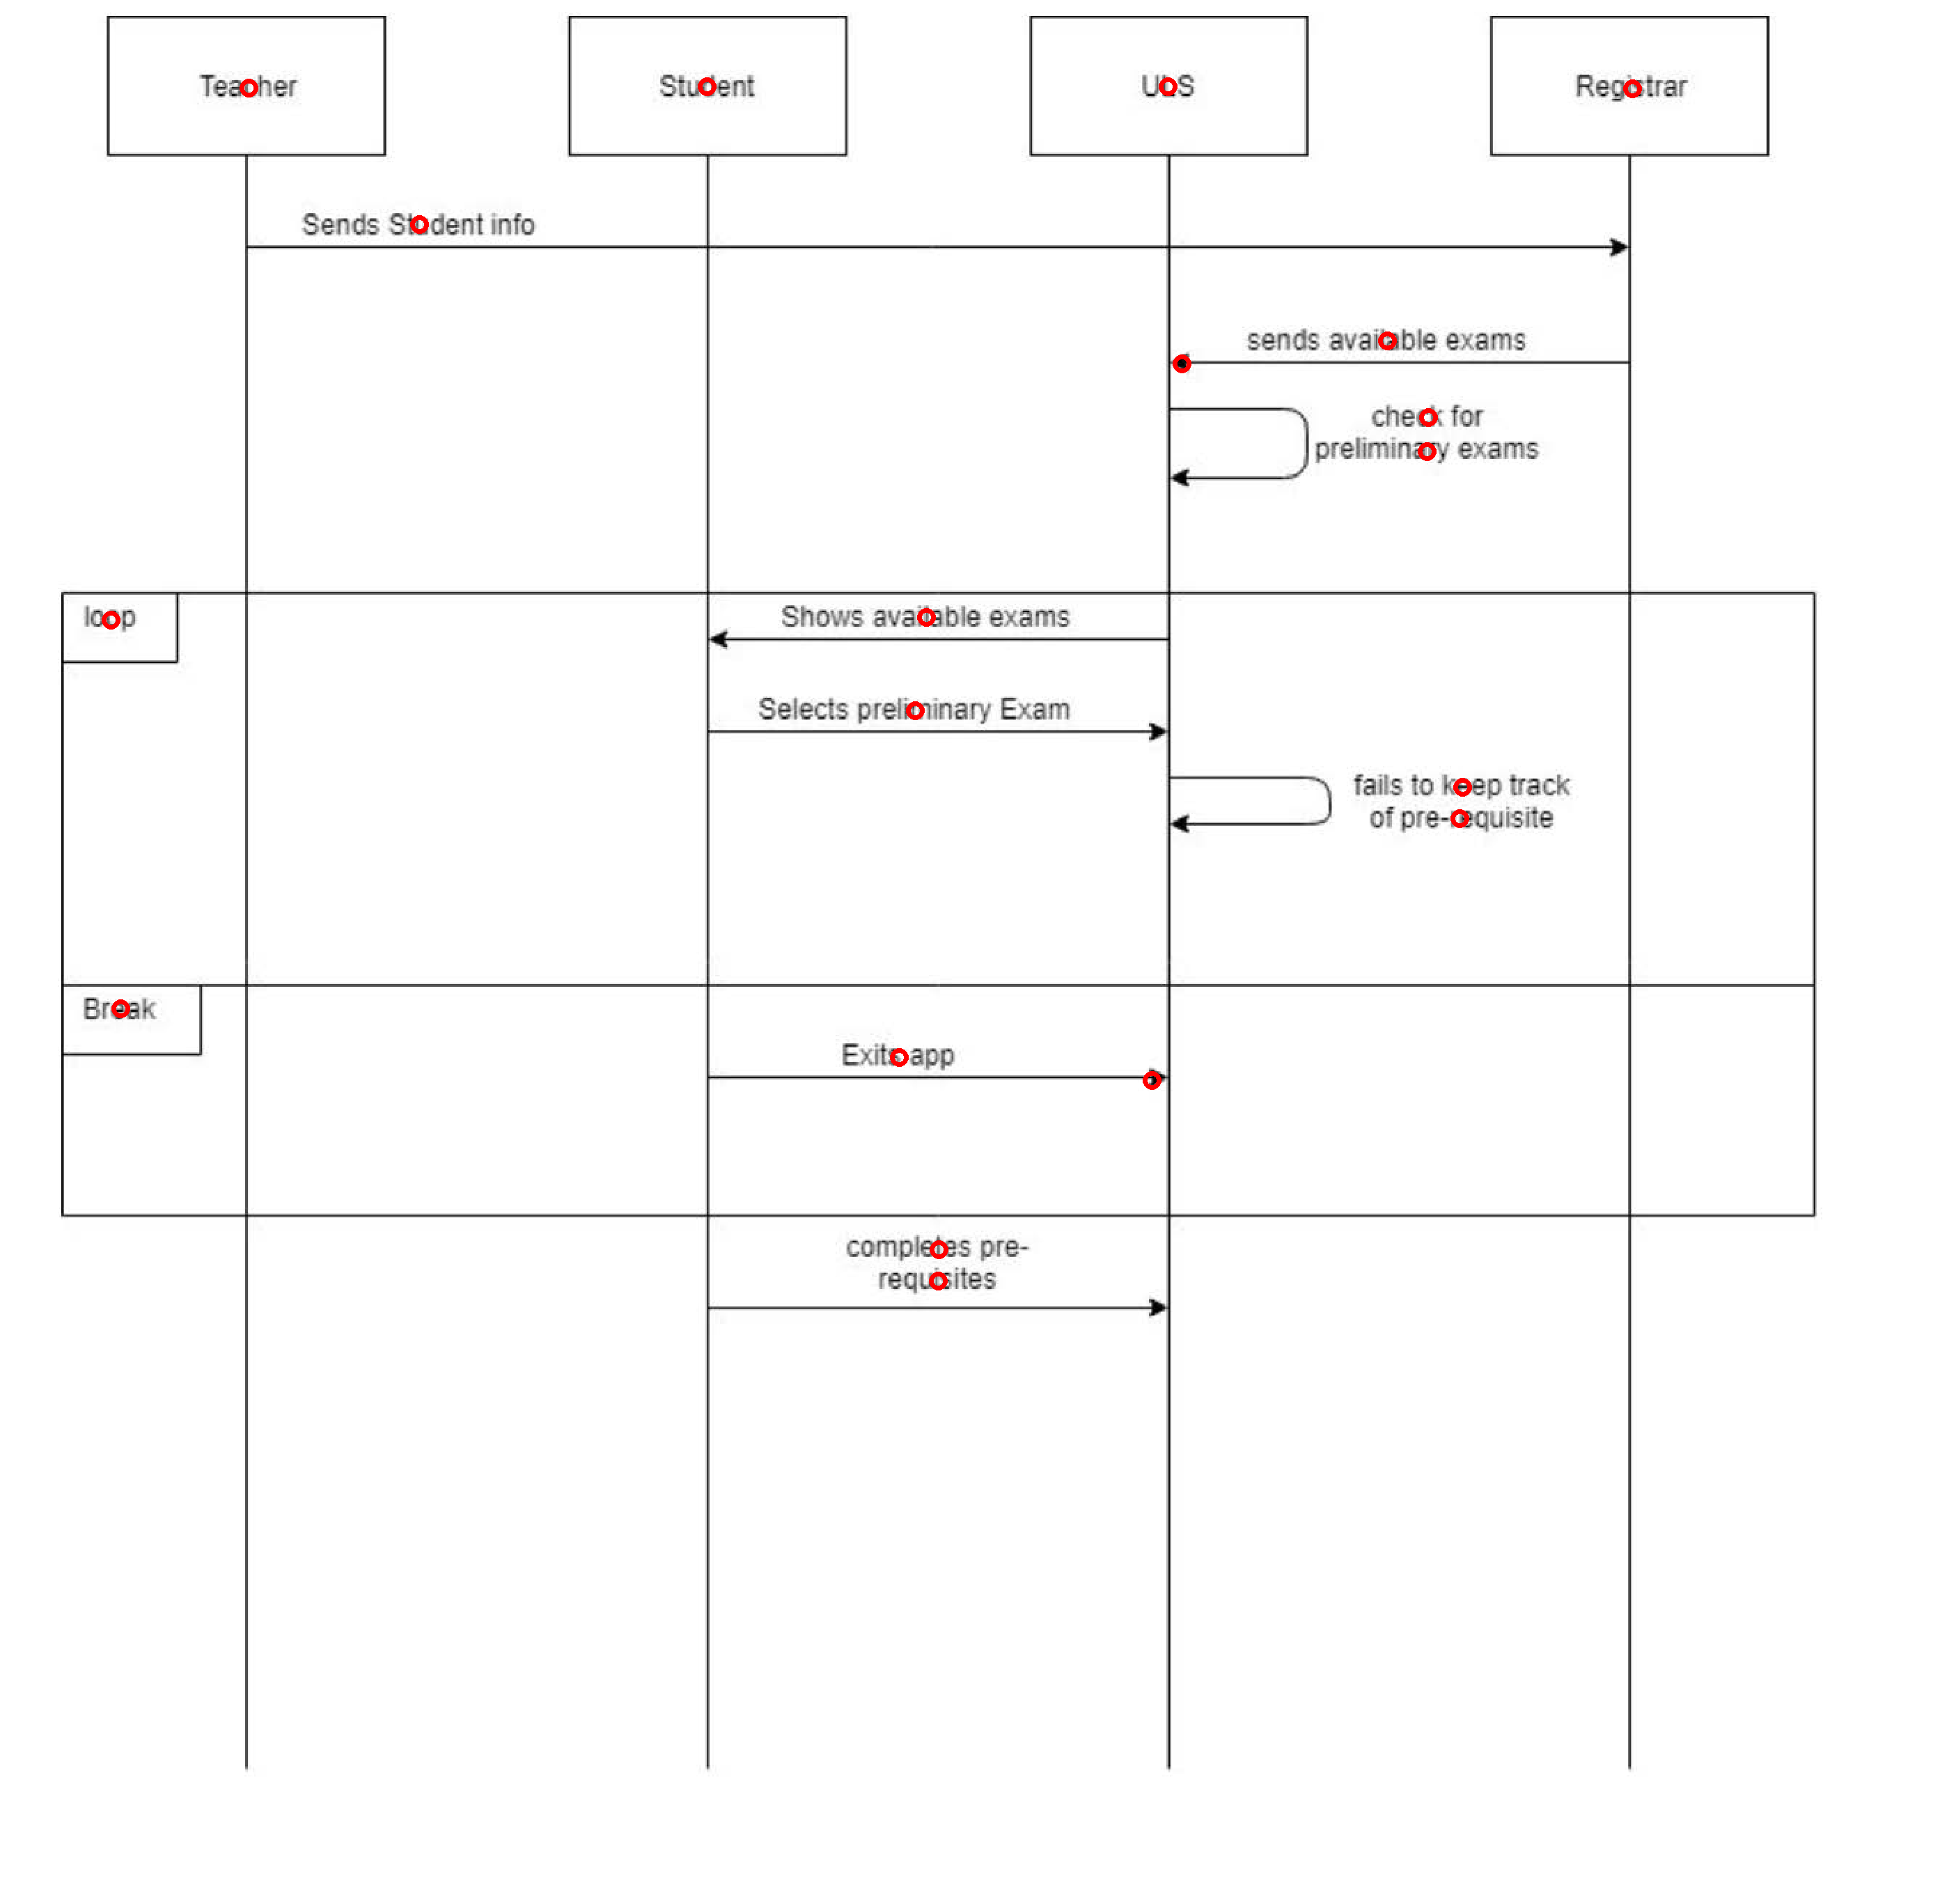 Teacher
Student
ULS
Registrar
Sends Student info
sends available exams
check for
preliminary exams
loop
Shows available exams
Selects preliminary Exam
fails to keep track
of pre-requisite
Break
Exits app
completes pre-
requisites